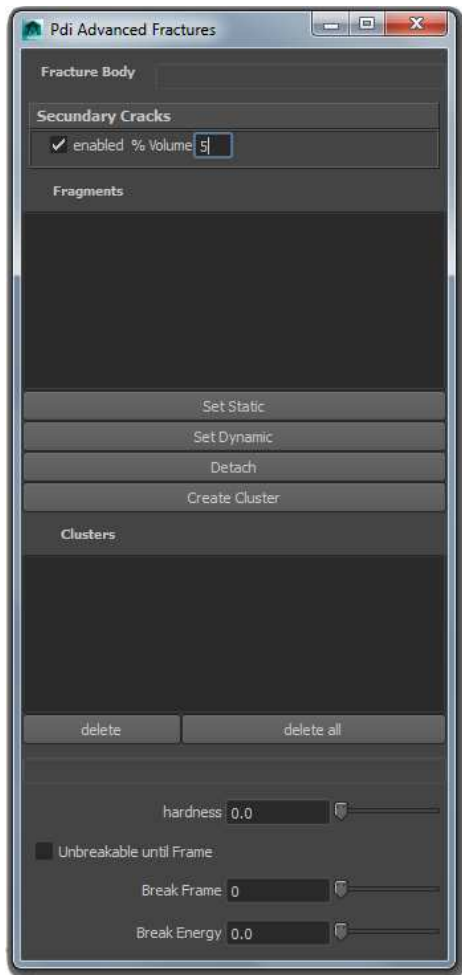 Pdi Advanced Fractures
Fracture Body
Secundary Cracks
enabled % Volume 5
Fragments
Set Static
Set Dynamic
Detach
Create Cluster
Clusters
delete delete all
hardness 0.0
Unbreakable until Frame
Break Frame 0
Break Energy 0.0